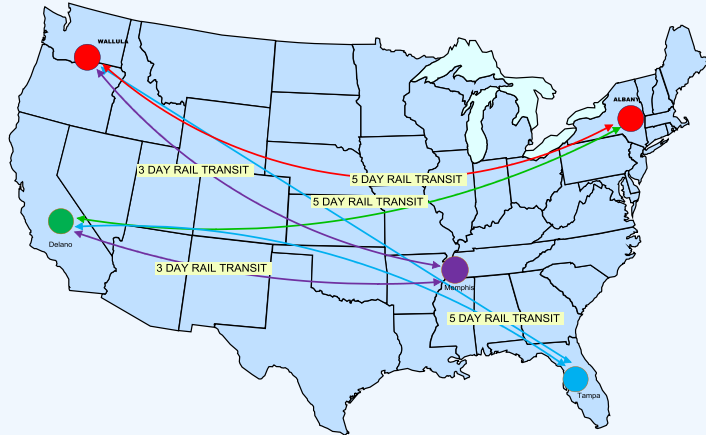 WALLULA
ALBANY
3 DAY RAIL TRANSIT
5 DAY RAIL TRANSIT
5 DAY RAIL TRANSIT
Delano
3 DAY RAIL TRANSIT
Memphis
5 DAY RAIL TRANSIT
Tampa